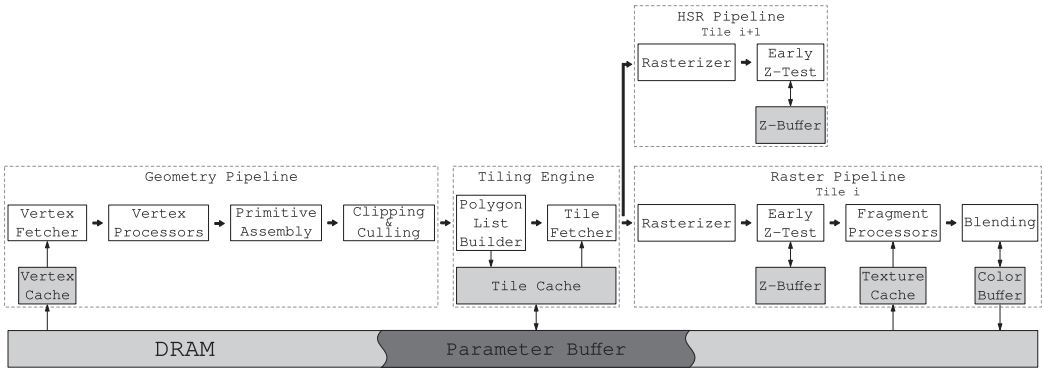 HSR Pipeline
Tile i+1
Rasterizer
Early
Z-Test
Z-Buffer
Geometry Pipeline
Vertex
Fetcher
Vertex
Processors
Primitive
Assembly
Clipping
&
Culling
Vertex
Cache
Tiling Engine
Polygon
List
Builder
Tile
Fetcher
Tile Cache
Raster Pipeline
Tile i
Rasterizer
Early
Z-Test
Fragment
Processors
Blending
Z-Buffer
Texture
Cache
Color
Buffer
DRAM
Parameter Buffer